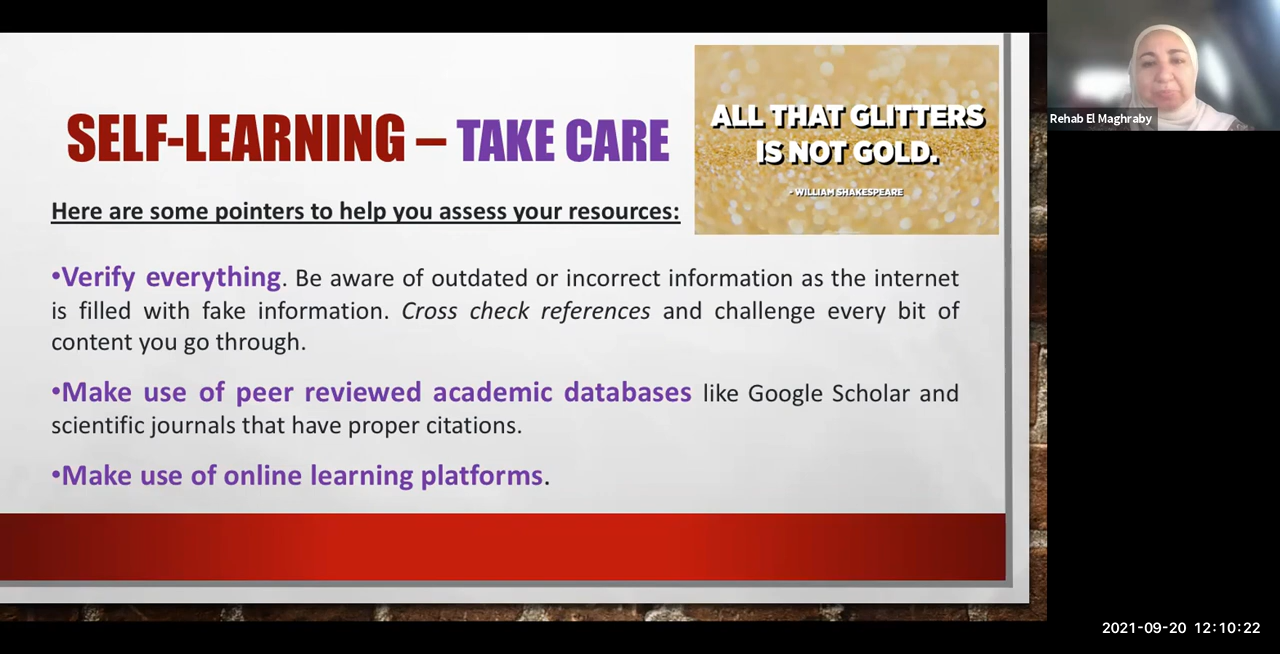 SELF-LEARNING – TAKE CARE
ALL THAT GLITTERS
IS NOT GOLD.
- WILLIAM SHAKESPEARE
Here are some pointers to help you assess your resources:
•Verify everything. Be aware of outdated or incorrect information as the internet
is filled with fake information. Cross check references and challenge every bit of
content you go through.
•Make use of peer reviewed academic databases like Google Scholar and
scientific journals that have proper citations.
•Make use of online learning platforms.
Rehab El Maghraby
2021-09-20 12:10:22